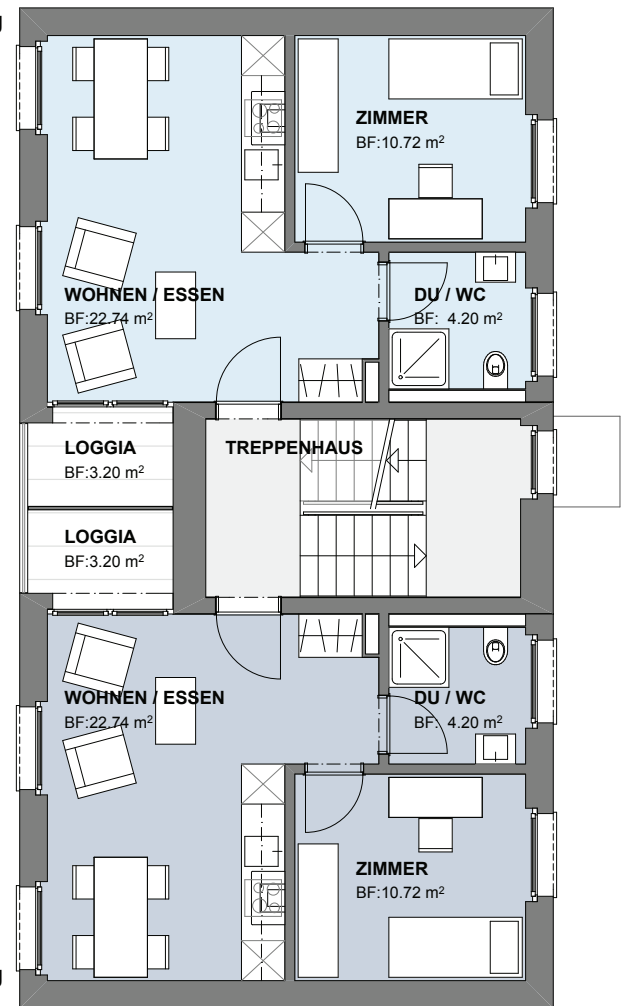 ZIMMER
BF:10.72 m²
WOHNEN / ESSEN
BF:22.74 m²
DU / WC
BF: 4.20 m²
LOGGIA
BF:3.20 m²
TREPPENHAUS
LOGGIA
BF:3.20 m²
WOHNEN / ESSEN
BF:22.74 m²
DU / WC
BF: 4.20 m²
ZIMMER
BF:10.72 m²